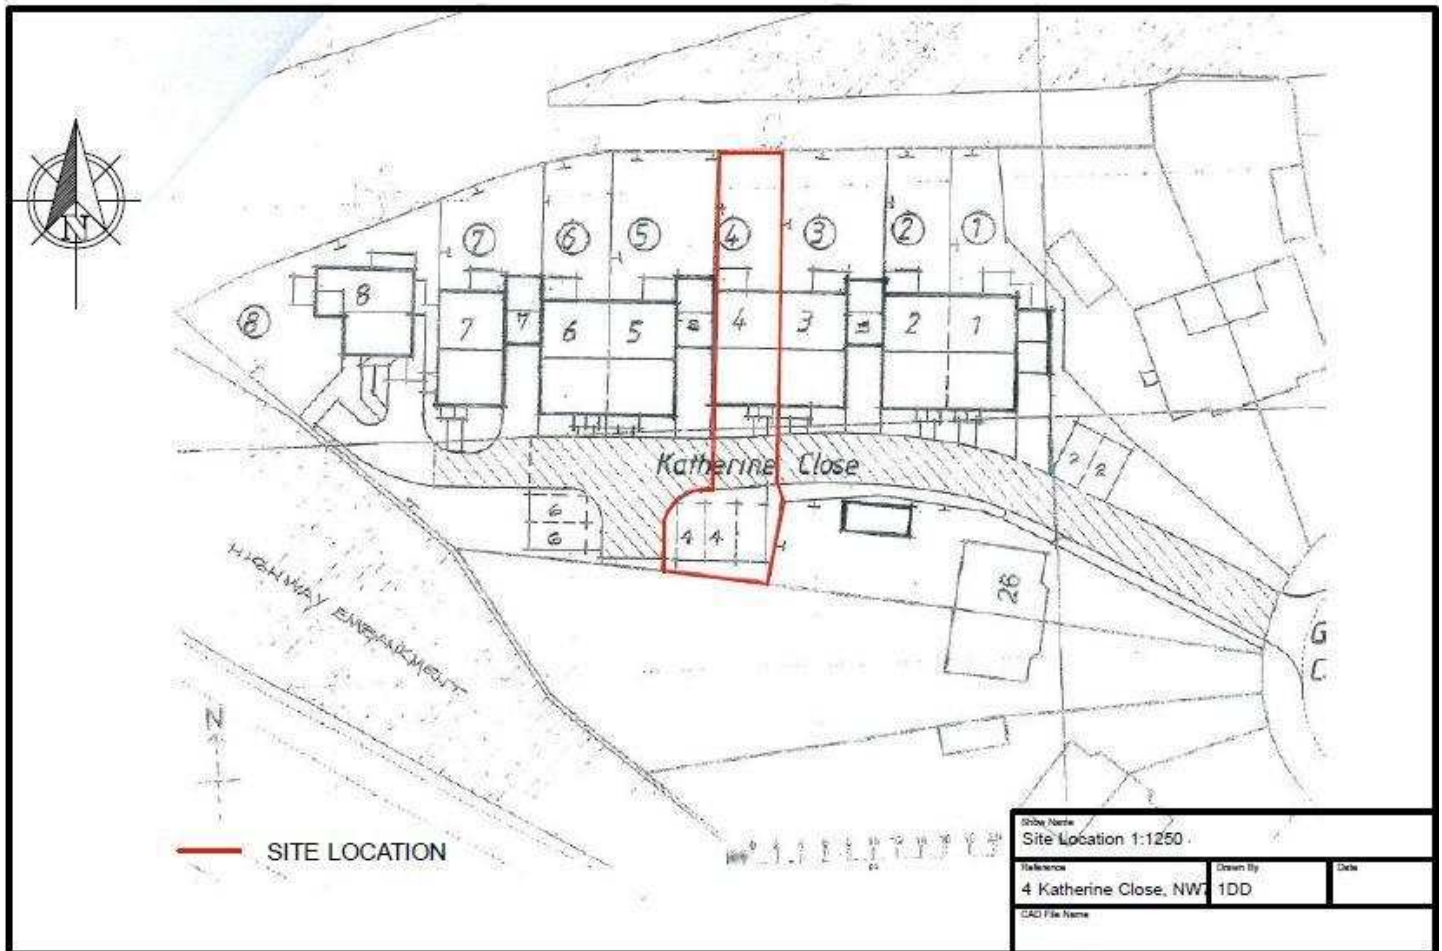 N
⑦
⑥
⑤
④
③
②
①
⑧
8
7
7
6
5
4
3
2
1
Katherine Close
2 2
6
6
4 4
26
HIGHWAY EMBANKMENT
G
C
N
SITE LOCATION
Site Location 1:1250
Reference
Drawn By
Date
4 Katherine Close, NW7 1DD
CAD File Name